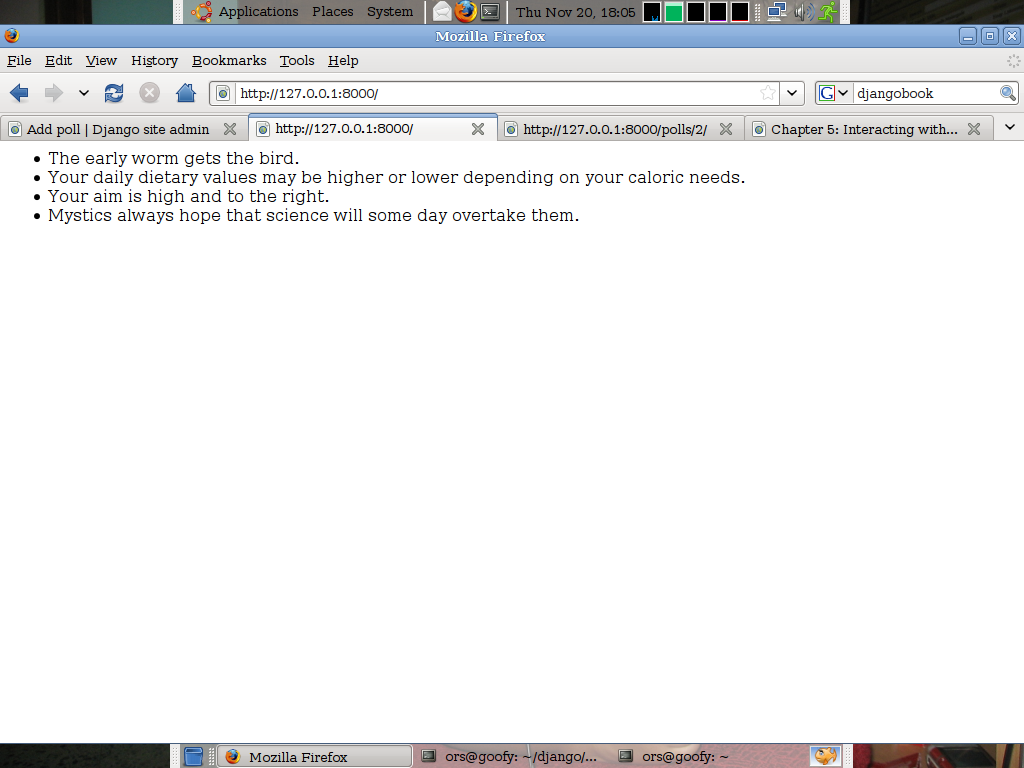 Applications Places System Thu Nov 20, 18:05
Mozilla Firefox
File Edit View History Bookmarks Tools Help
http://127.0.0.1:8000/ G djangobook
Add poll | Django site admin http://127.0.0.1:8000/ http://127.0.0.1:8000/polls/2/ Chapter 5: Interacting with...
• The early worm gets the bird.
• Your daily dietary values may be higher or lower depending on your caloric needs.
• Your aim is high and to the right.
• Mystics always hope that science will some day overtake them.
Mozilla Firefox ors@goofy: ~/django/... ors@goofy: ~